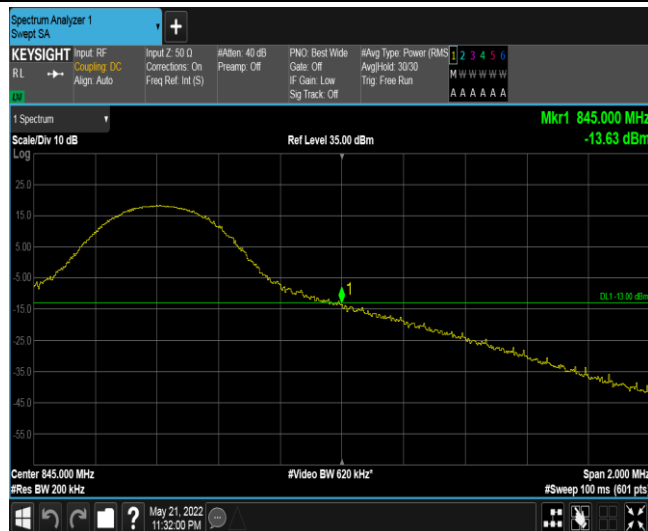 Spectrum Analyzer 1
Swept SA
+
KEYSIGHT Input: RF Input Z: 50 Ω #Atten: 40 dB PNO: Best Wide #Avg Type: Power (RMS 1 2 3 4 5 6
RL Coupling: DC Corrections: On Preamp: Off Gate: Off Avg|Hold: 30/30 M W W W W W
Align: Auto Freq Ref: Int (S) IF Gain: Low Trig: Free Run
Sig Track: Off A A A A A A
1 Spectrum Mkr1 845.000 MHz
Scale/Div 10 dB Ref Level 35.00 dBm -13.63 dBm
Log
25.0
15.0
5.00
-5.00
1
DL1 -13.00 dBm
-15.0
-25.0
-35.0
-45.0
-55.0
Center 845.000 MHz #Video BW 620 kHz* Span 2.000 MHz
#Res BW 200 kHz #Sweep 100 ms (601 pts)
? May 21, 2022
11:32:00 PM